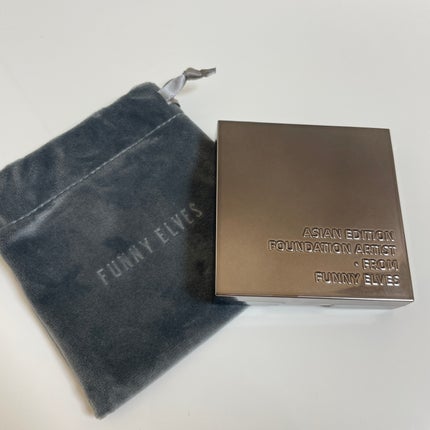 FUNNY ELVES
ASIAN EDITION
FOUNDATION ARTIST
• FROM
FUNNY ELVES